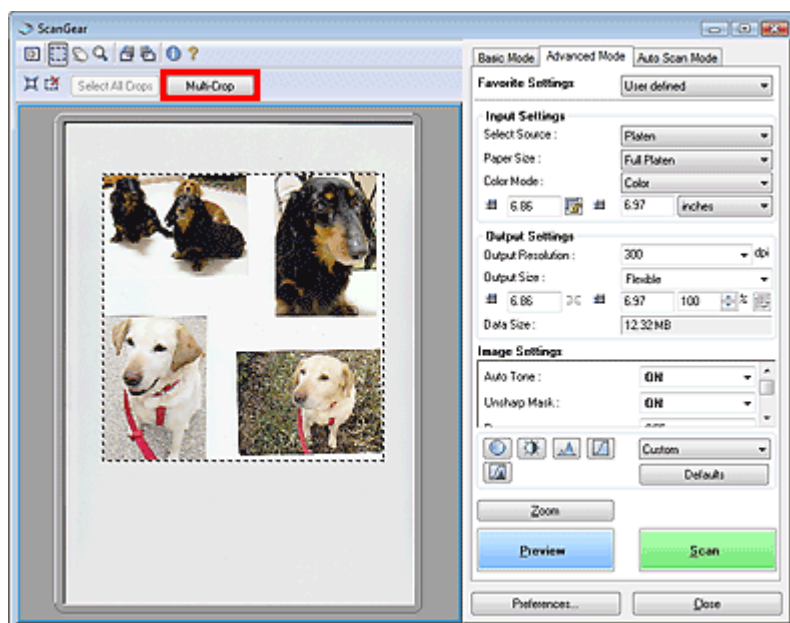 ScanGear
Select All Crops
Multi-Crop
Basic Mode
Advanced Mode
Auto Scan Mode
Favorite Settings
User defined
Input Settings
Select Source :
Platen
Paper Size :
Full Platen
Color Mode :
Color
6.86
6.97
inches
Output Settings
Output Resolution :
300
dpi
Output Size :
Flexible
6.86
6.97
100
%
Data Size :
12.32 MB
Image Settings
Auto Tone :
ON
Unsharp Mask :
ON
Custom
Defaults
Zoom
Preview
Scan
Preferences...
Close